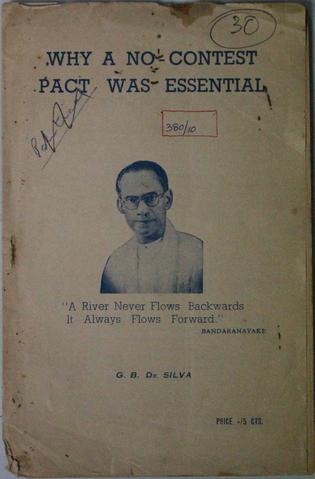 30
WHY A NO-CONTEST
PACT WAS ESSENTIAL
380/10
"A River Never Flows Backwards
It Always Flows Forward."
BANDARANAYAKE
G. B. De SILVA
PRICE -/5 CTS.